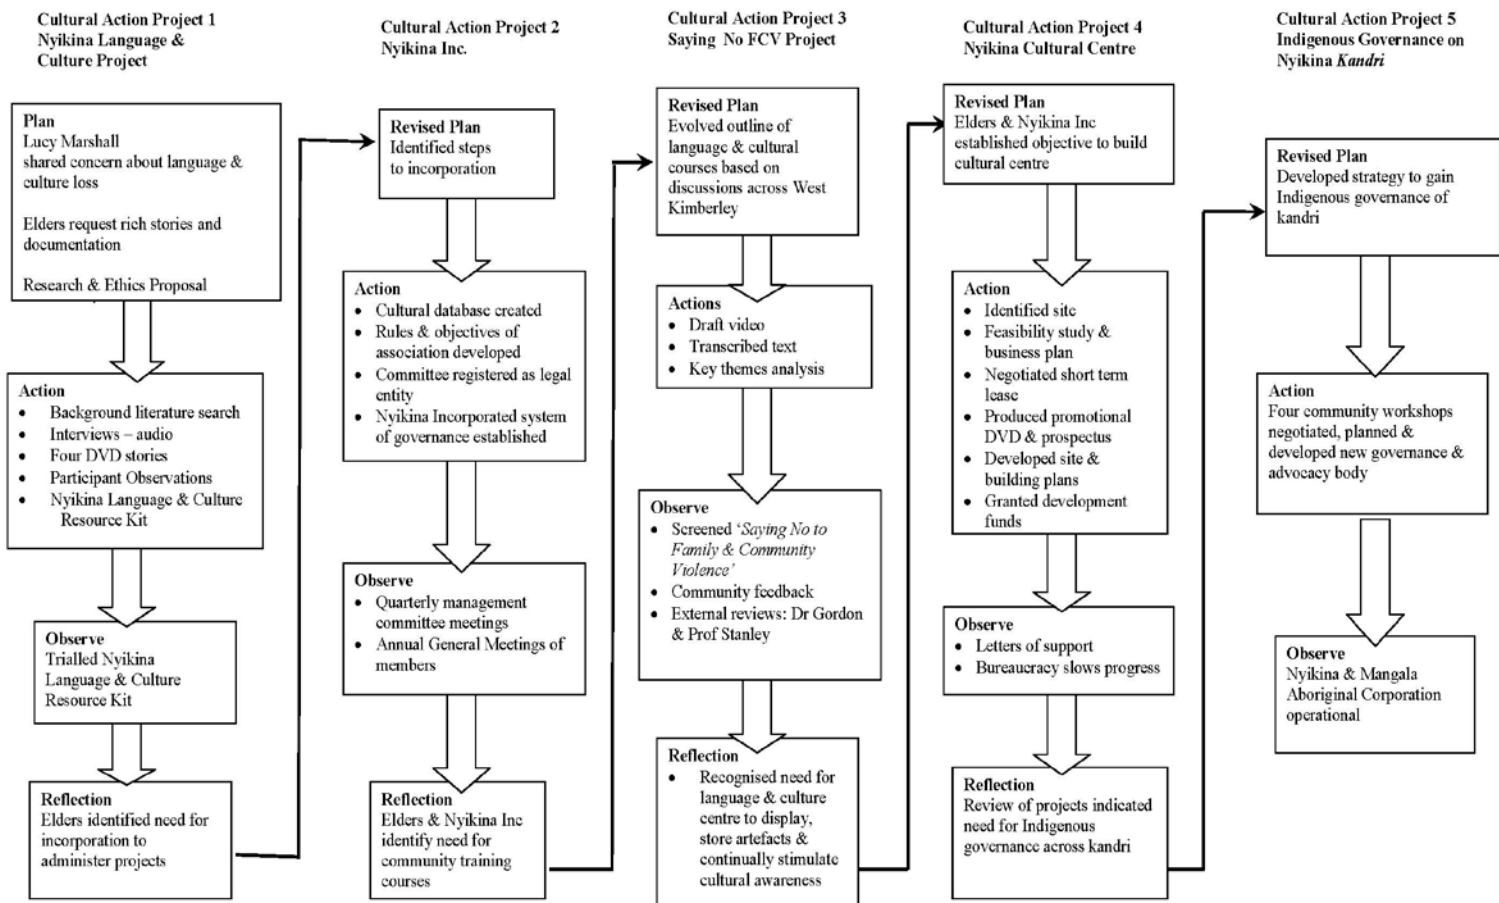 Cultural Action Project 1
Nyikina Language &
Culture Project
Plan
Lucy Marshall
shared concern about language &
culture loss
Elders request rich stories and
documentation
Research & Ethics Proposal
Action
• Background literature search
• Interviews – audio
• Four DVD stories
• Participant Observations
• Nyikina Language & Culture
Resource Kit
Observe
Trialled Nyikina
Language & Culture
Resource Kit
Reflection
Elders identified need for
incorporation to
administer projects
Cultural Action Project 2
Nyikina Inc.
Revised Plan
Identified steps
to incorporation
Action
• Cultural database created
• Rules & objectives of
association developed
• Committee registered as legal
entity
• Nyikina Incorporated system
of governance established
Observe
• Quarterly management
committee meetings
• Annual General Meetings of
members
Reflection
Elders & Nyikina Inc
identify need for
community training
courses
Cultural Action Project 3
Saying No FCV Project
Revised Plan
Evolved outline of
language & cultural
courses based on
discussions across West
Kimberley
Actions
• Draft video
• Transcribed text
• Key themes analysis
Observe
• Screened ‘Saying No to
Family & Community
Violence’
• Community feedback
• External reviews: Dr Gordon
& Prof Stanley
Reflection
• Recognised need for
language & culture
centre to display,
store artefacts &
continually stimulate
cultural awareness
Cultural Action Project 4
Nyikina Cultural Centre
Revised Plan
Elders & Nyikina Inc
established objective to build
cultural centre
Action
• Identified site
• Feasibility study &
business plan
• Negotiated short term
lease
• Produced promotional
DVD & prospectus
• Developed site &
building plans
• Granted development
funds
Observe
• Letters of support
• Bureaucracy slows progress
Reflection
Review of projects indicated
need for Indigenous
governance across kandri
Cultural Action Project 5
Indigenous Governance on
Nyikina Kandri
Revised Plan
Developed strategy to gain
Indigenous governance of
kandri
Action
Four community workshops
negotiated, planned &
developed new governance &
advocacy body
Observe
Nyikina & Mangala
Aboriginal Corporation
operational